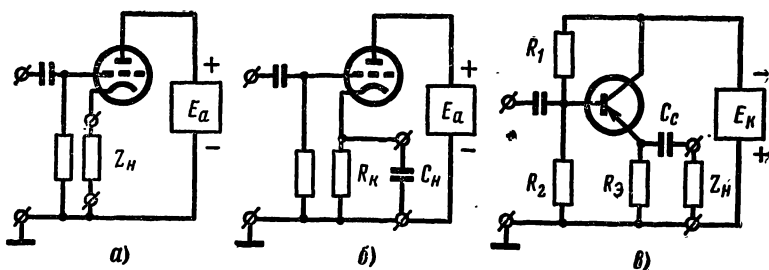 +
Eа
−
Zн
а)
+
Eа
−
Rк
Cн
б)
R1
R2
Cс
Rэ
Zн
−
Eк
+
в)